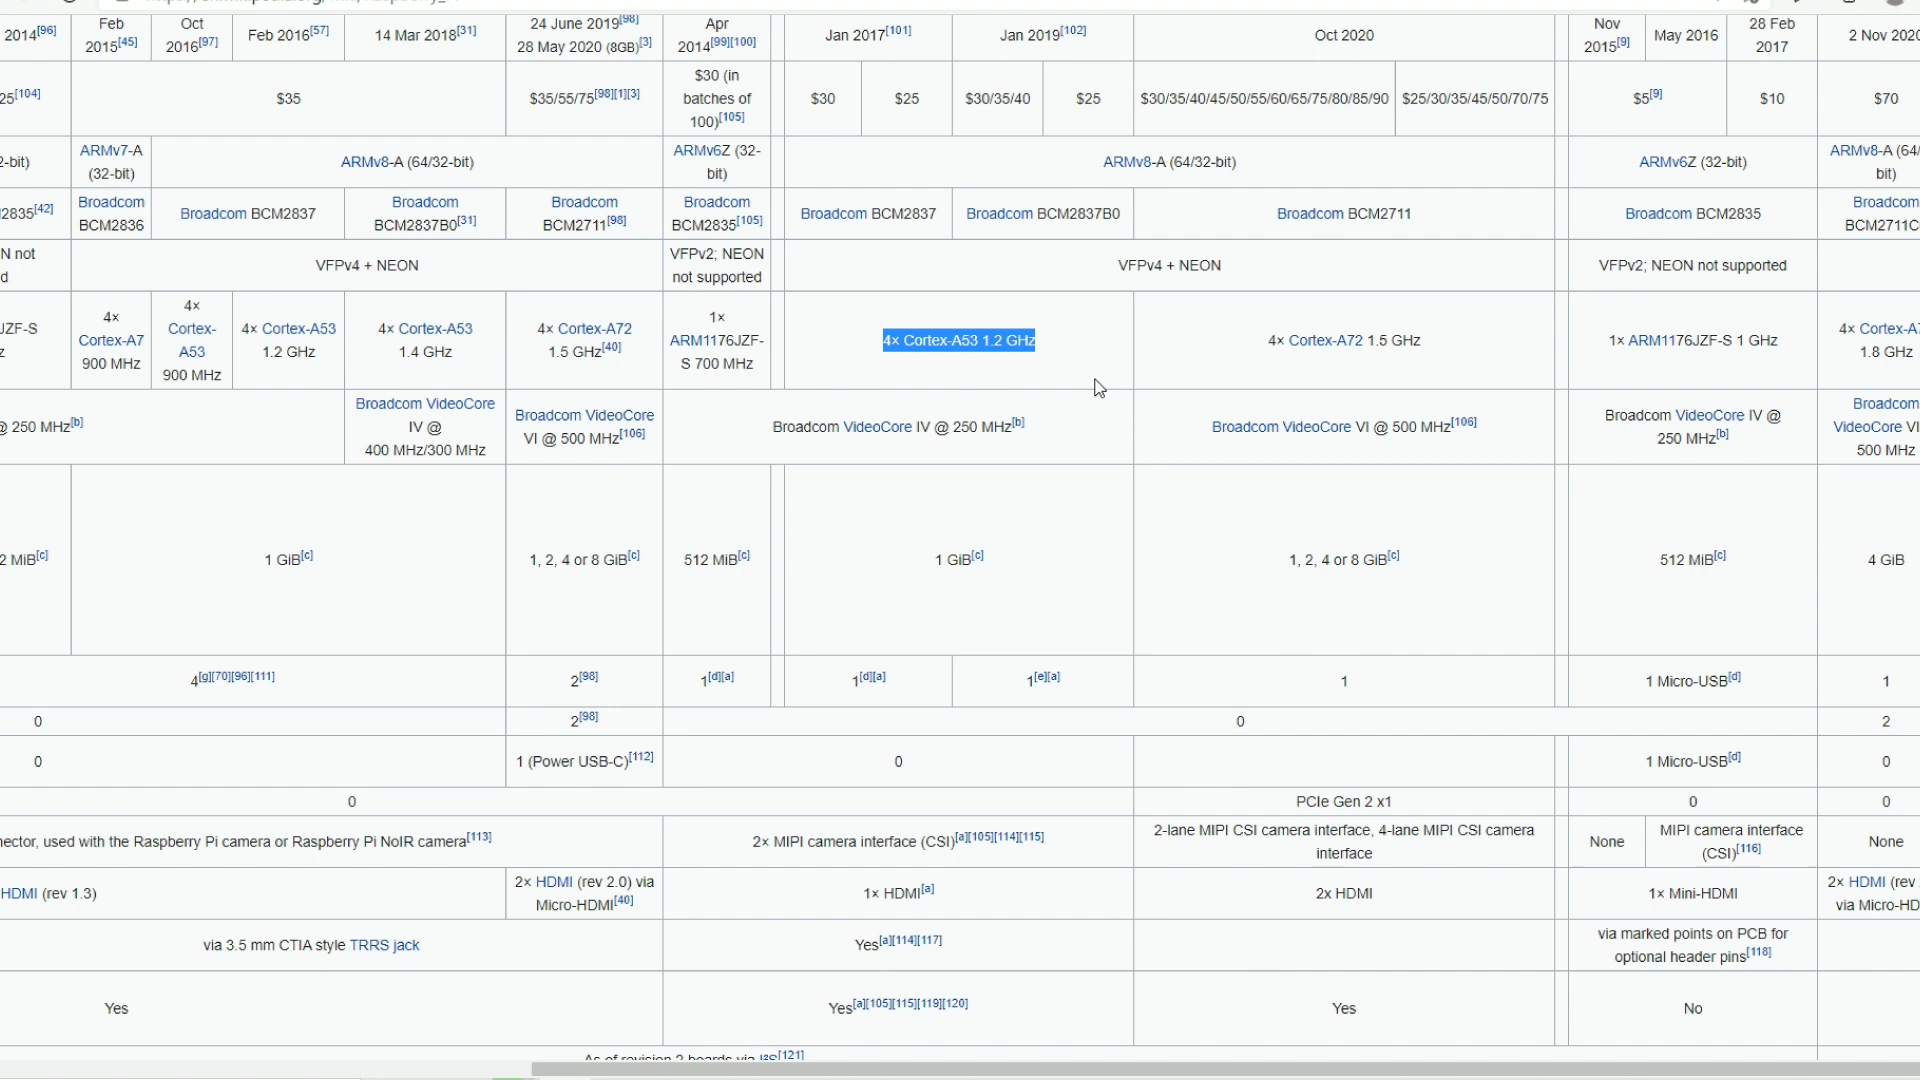 2014[96]
Feb
2015[45]
Oct
2016[97]
Feb 2016[57]
14 Mar 2018[31]
24 June 2019[98]
28 May 2020 (8GB)[3]
Apr
2014[99][100]
Jan 2017[101]
Jan 2019[102]
Oct 2020
Nov
2015[9]
May 2016
28 Feb
2017
2 Nov 2020
25[104]
$35
$35/55/75[98][1][3]
$30 (in
batches of
100)[105]
$30
$25
$30/35/40
$25
$30/35/40/45/50/55/60/65/75/80/85/90
$25/30/35/45/50/70/75
$5[9]
$10
$70
2-bit)
ARMv7-A
(32-bit)
ARMv8-A (64/32-bit)
ARMv6Z (32-
bit)
ARMv8-A (64/32-bit)
ARMv6Z (32-bit)
ARMv8-A (64/
bit)
2835[42]
Broadcom
BCM2836
Broadcom BCM2837
Broadcom
BCM2837B0[31]
Broadcom
BCM2711[98]
Broadcom
BCM2835[105]
Broadcom BCM2837
Broadcom BCM2837B0
Broadcom BCM2711
Broadcom BCM2835
Broadcom
BCM2711C
N not
d
VFPv4 + NEON
VFPv2; NEON
not supported
VFPv4 + NEON
VFPv2; NEON not supported
JZF-S
z
4×
Cortex-A7
900 MHz
4×
Cortex-
A53
900 MHz
4× Cortex-A53
1.2 GHz
4× Cortex-A53
1.4 GHz
4× Cortex-A72
1.5 GHz[40]
1×
ARM1176JZF-
S 700 MHz
4× Cortex-A53 1.2 GHz
4× Cortex-A72 1.5 GHz
1× ARM1176JZF-S 1 GHz
4× Cortex-A7
1.8 GHz
@ 250 MHz[b]
Broadcom VideoCore
IV @
400 MHz/300 MHz
Broadcom VideoCore
VI @ 500 MHz[106]
Broadcom VideoCore IV @ 250 MHz[b]
Broadcom VideoCore VI @ 500 MHz[106]
Broadcom VideoCore IV @
250 MHz[b]
Broadcom
VideoCore VI
500 MHz
2 MiB[c]
1 GiB[c]
1, 2, 4 or 8 GiB[c]
512 MiB[c]
1 GiB[c]
1, 2, 4 or 8 GiB[c]
512 MiB[c]
4 GiB
4[g][70][96][111]
2[98]
1[d][a]
1[d][a]
1[e][a]
1
1 Micro-USB[d]
1
0
2[98]
0
2
0
1 (Power USB-C)[112]
0
1 Micro-USB[d]
0
0
PCIe Gen 2 x1
0
0
nector, used with the Raspberry Pi camera or Raspberry Pi NoIR camera[113]
2× MIPI camera interface (CSI)[a][105][114][115]
2-lane MIPI CSI camera interface, 4-lane MIPI CSI camera
interface
None
MIPI camera interface
(CSI)[116]
None
HDMI (rev 1.3)
2× HDMI (rev 2.0) via
Micro-HDMI[40]
1× HDMI[a]
2x HDMI
1× Mini-HDMI
2× HDMI (rev
via Micro-HD
via 3.5 mm CTIA style TRRS jack
Yes[a][114][117]
via marked points on PCB for
optional header pins[118]
Yes
Yes[a][105][115][119][120]
Yes
No
As of revision 2 boards via I²S[121]